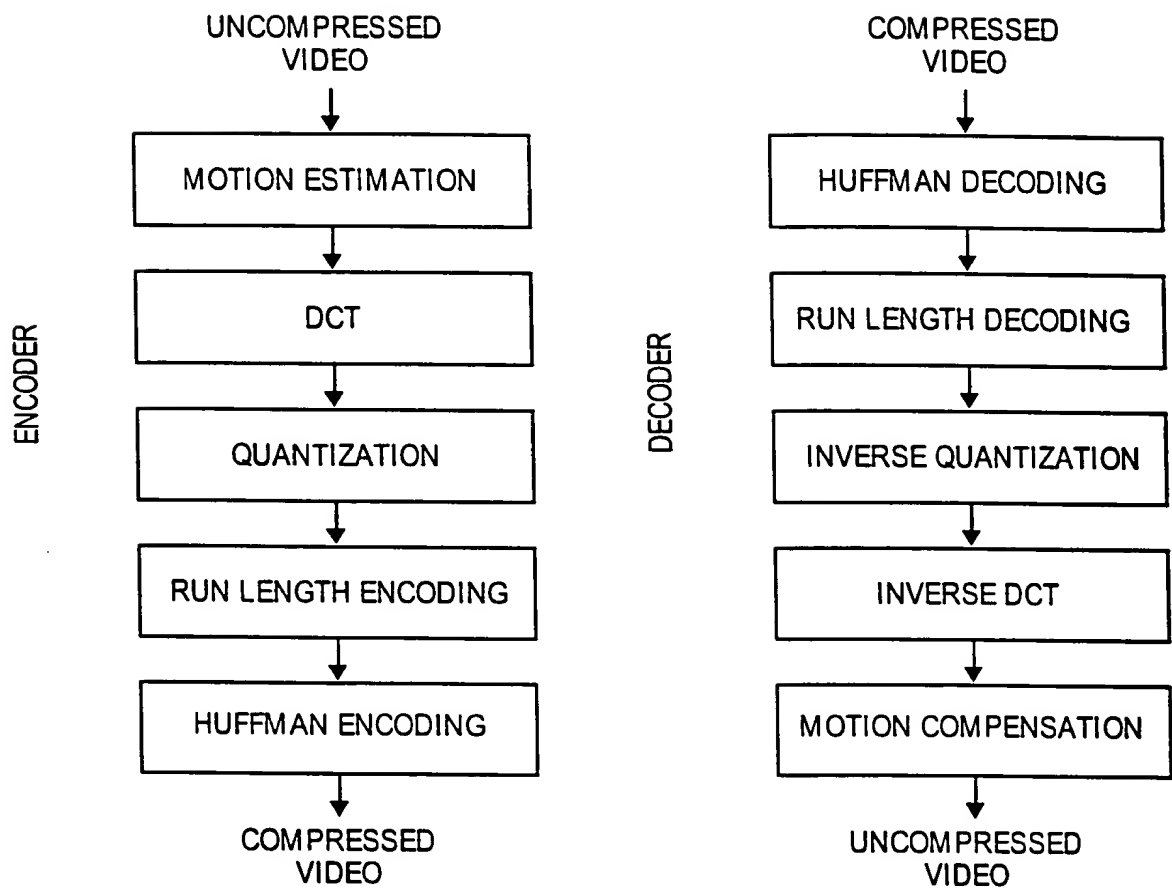 UNCOMPRESSED
VIDEO
MOTION ESTIMATION
DCT
QUANTIZATION
RUN LENGTH ENCODING
HUFFMAN ENCODING
COMPRESSED
VIDEO
ENCODER
COMPRESSED
VIDEO
HUFFMAN DECODING
RUN LENGTH DECODING
INVERSE QUANTIZATION
INVERSE DCT
MOTION COMPENSATION
UNCOMPRESSED
VIDEO
DECODER